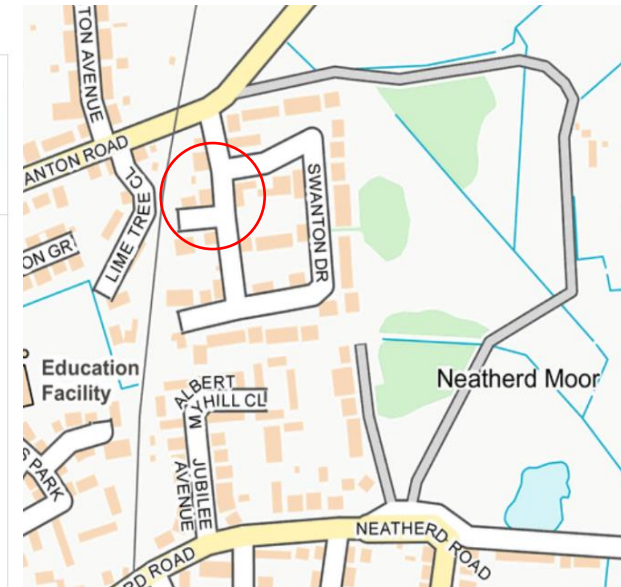 TON AVENUE
ANTON ROAD
LIME TREE CL
SWANTON DR
ON GR
Education
Facility
Neatherd Moor
ALBERT
HILL CL
WAY
JUBILEE
AVENUE
S PARK
NEATHERD ROAD
RD ROAD